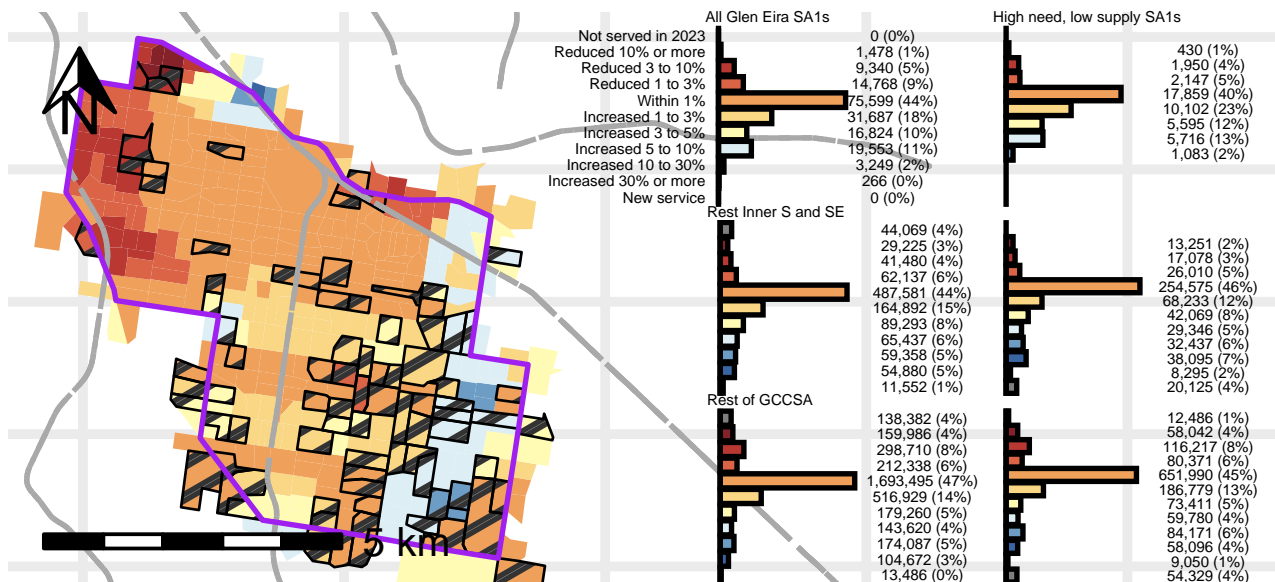 All Glen Eira SA1s
High need, low supply SA1s
Not served in 2023 0 (0%)
Reduced 10% or more 1,478 (1%) 430 (1%)
Reduced 3 to 10% 9,340 (5%) 1,950 (4%)
Reduced 1 to 3% 14,768 (9%) 2,147 (5%)
Within 1% 75,599 (44%) 17,859 (40%)
Increased 1 to 3% 31,687 (18%) 10,102 (23%)
Increased 3 to 5% 16,824 (10%) 5,595 (12%)
Increased 5 to 10% 19,553 (11%) 5,716 (13%)
Increased 10 to 30% 3,249 (2%) 1,083 (2%)
Increased 30% or more 266 (0%)
New service 0 (0%)
Rest Inner S and SE
44,069 (4%)
29,225 (3%) 13,251 (2%)
41,480 (4%) 17,078 (3%)
62,137 (6%) 26,010 (5%)
487,581 (44%) 254,575 (46%)
164,892 (15%) 68,233 (12%)
89,293 (8%) 42,069 (8%)
65,437 (6%) 29,346 (5%)
59,358 (5%) 32,437 (6%)
54,880 (5%) 38,095 (7%)
11,552 (1%) 8,295 (2%)
20,125 (4%)
Rest of GCCSA
138,382 (4%) 12,486 (1%)
159,986 (4%) 58,042 (4%)
298,710 (8%) 116,217 (8%)
212,338 (6%) 80,371 (6%)
1,693,495 (47%) 651,990 (45%)
516,929 (14%) 186,779 (13%)
179,260 (5%) 73,411 (5%)
143,620 (4%) 59,780 (4%)
174,087 (5%) 84,171 (6%)
104,672 (3%) 58,096 (4%)
13,486 (0%) 9,050 (1%)
54,329 (4%)
N
5 km